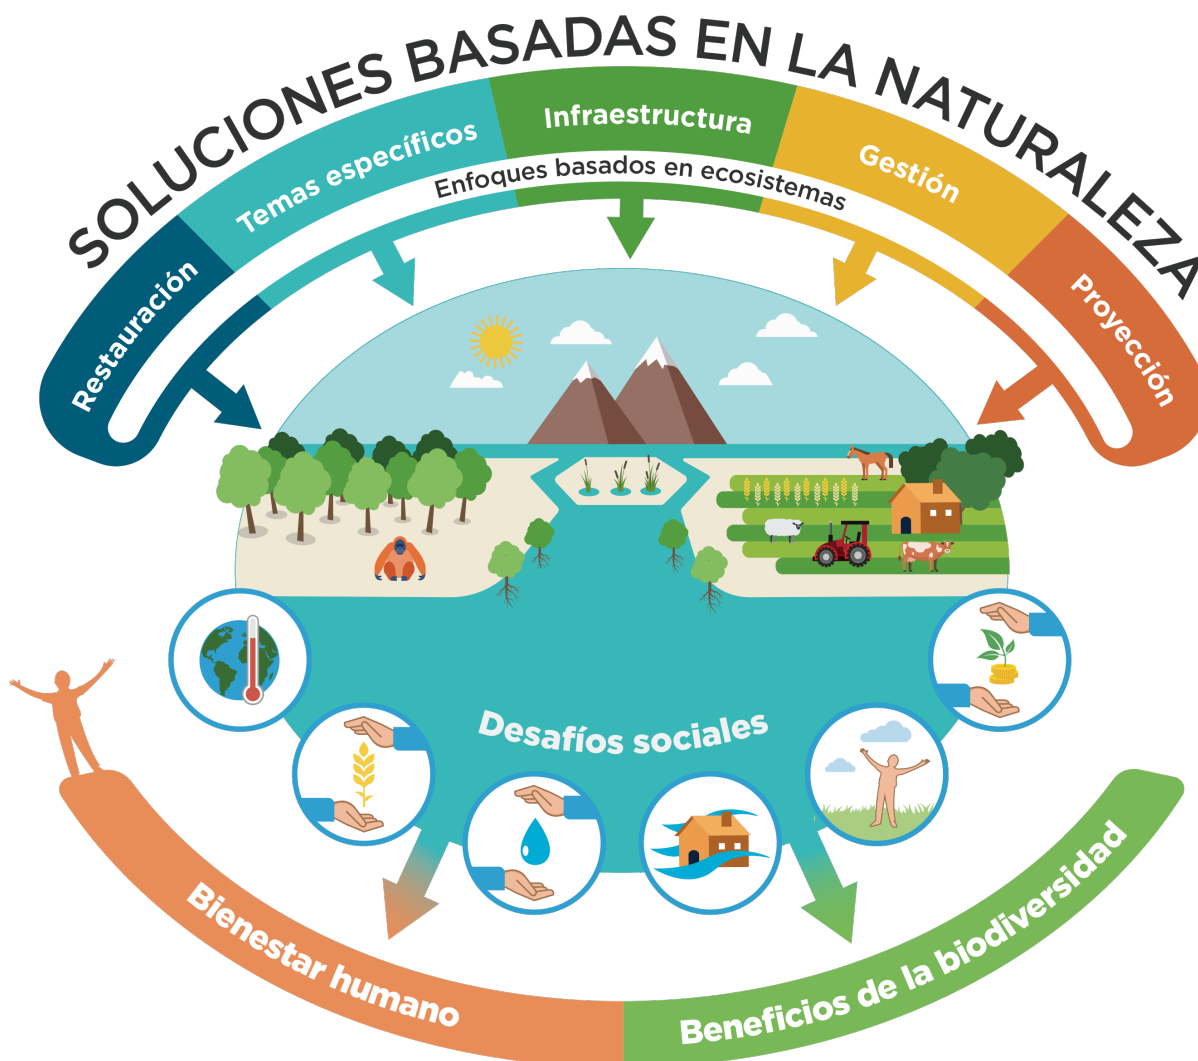 SOLUCIONES BASADAS EN LA NATURALEZA
Restauración
Temas específicos
Infraestructura
Gestión
Proyección
Enfoques basados en ecosistemas
Desafíos sociales
Bienestar humano
Beneficios de la biodiversidad